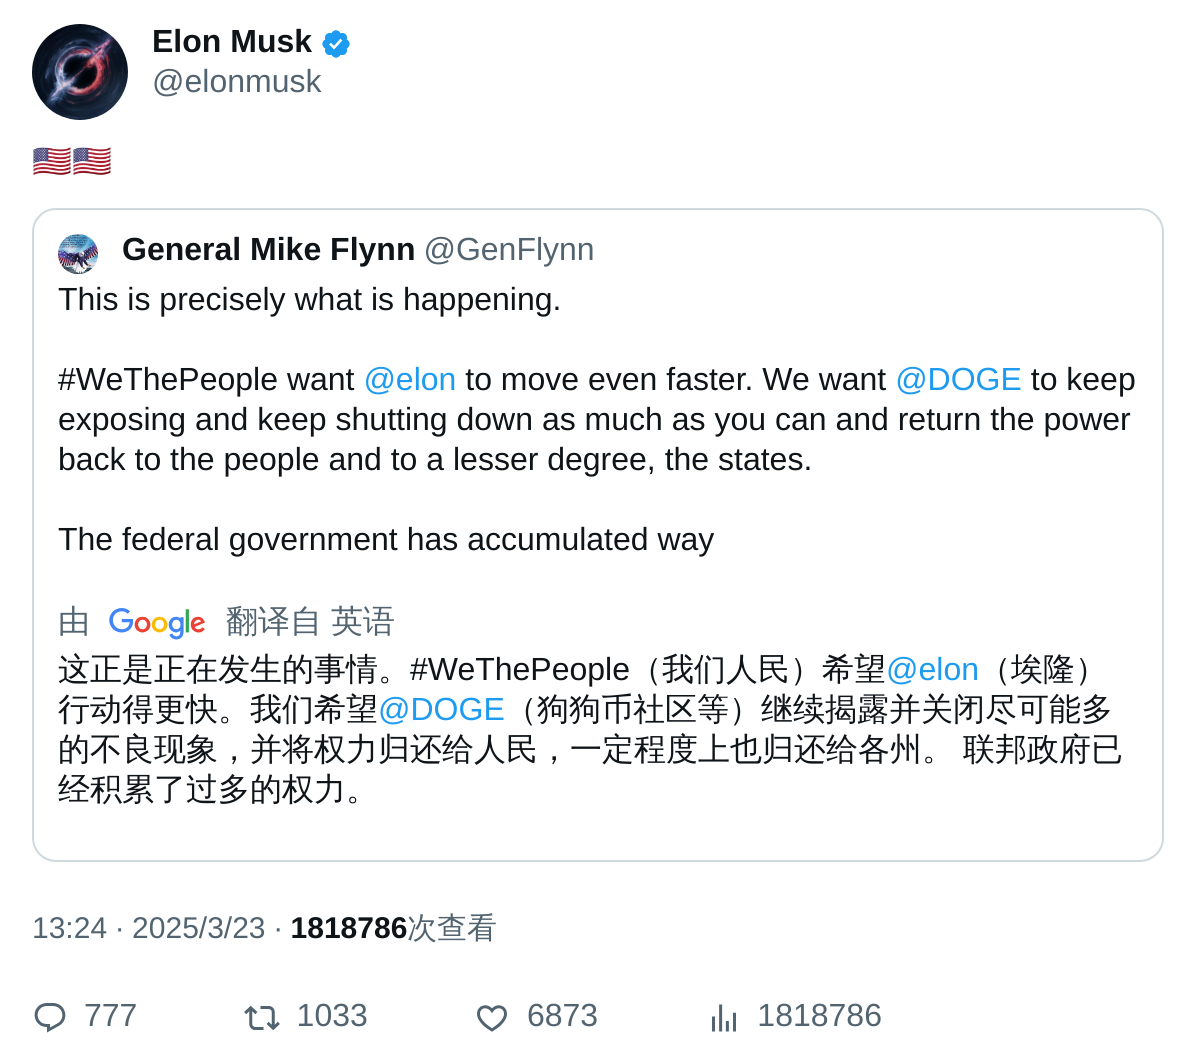 Elon Musk
@elonmusk
🇺🇸🇺🇸
General Mike Flynn @GenFlynn
This is precisely what is happening.
#WeThePeople want @elon to move even faster. We want @DOGE to keep
exposing and keep shutting down as much as you can and return the power
back to the people and to a lesser degree, the states.
The federal government has accumulated way
由 Google 翻译自 英语
这正是正在发生的事情。#WeThePeople（我们人民）希望@elon（埃隆）
行动得更快。我们希望@DOGE（狗狗币社区等）继续揭露并关闭尽可能多
的不良现象，并将权力归还给人民，一定程度上也归还给各州。 联邦政府已
经积累了过多的权力。
13:24 · 2025/3/23 · 1818786次查看
777 1033 6873 1818786